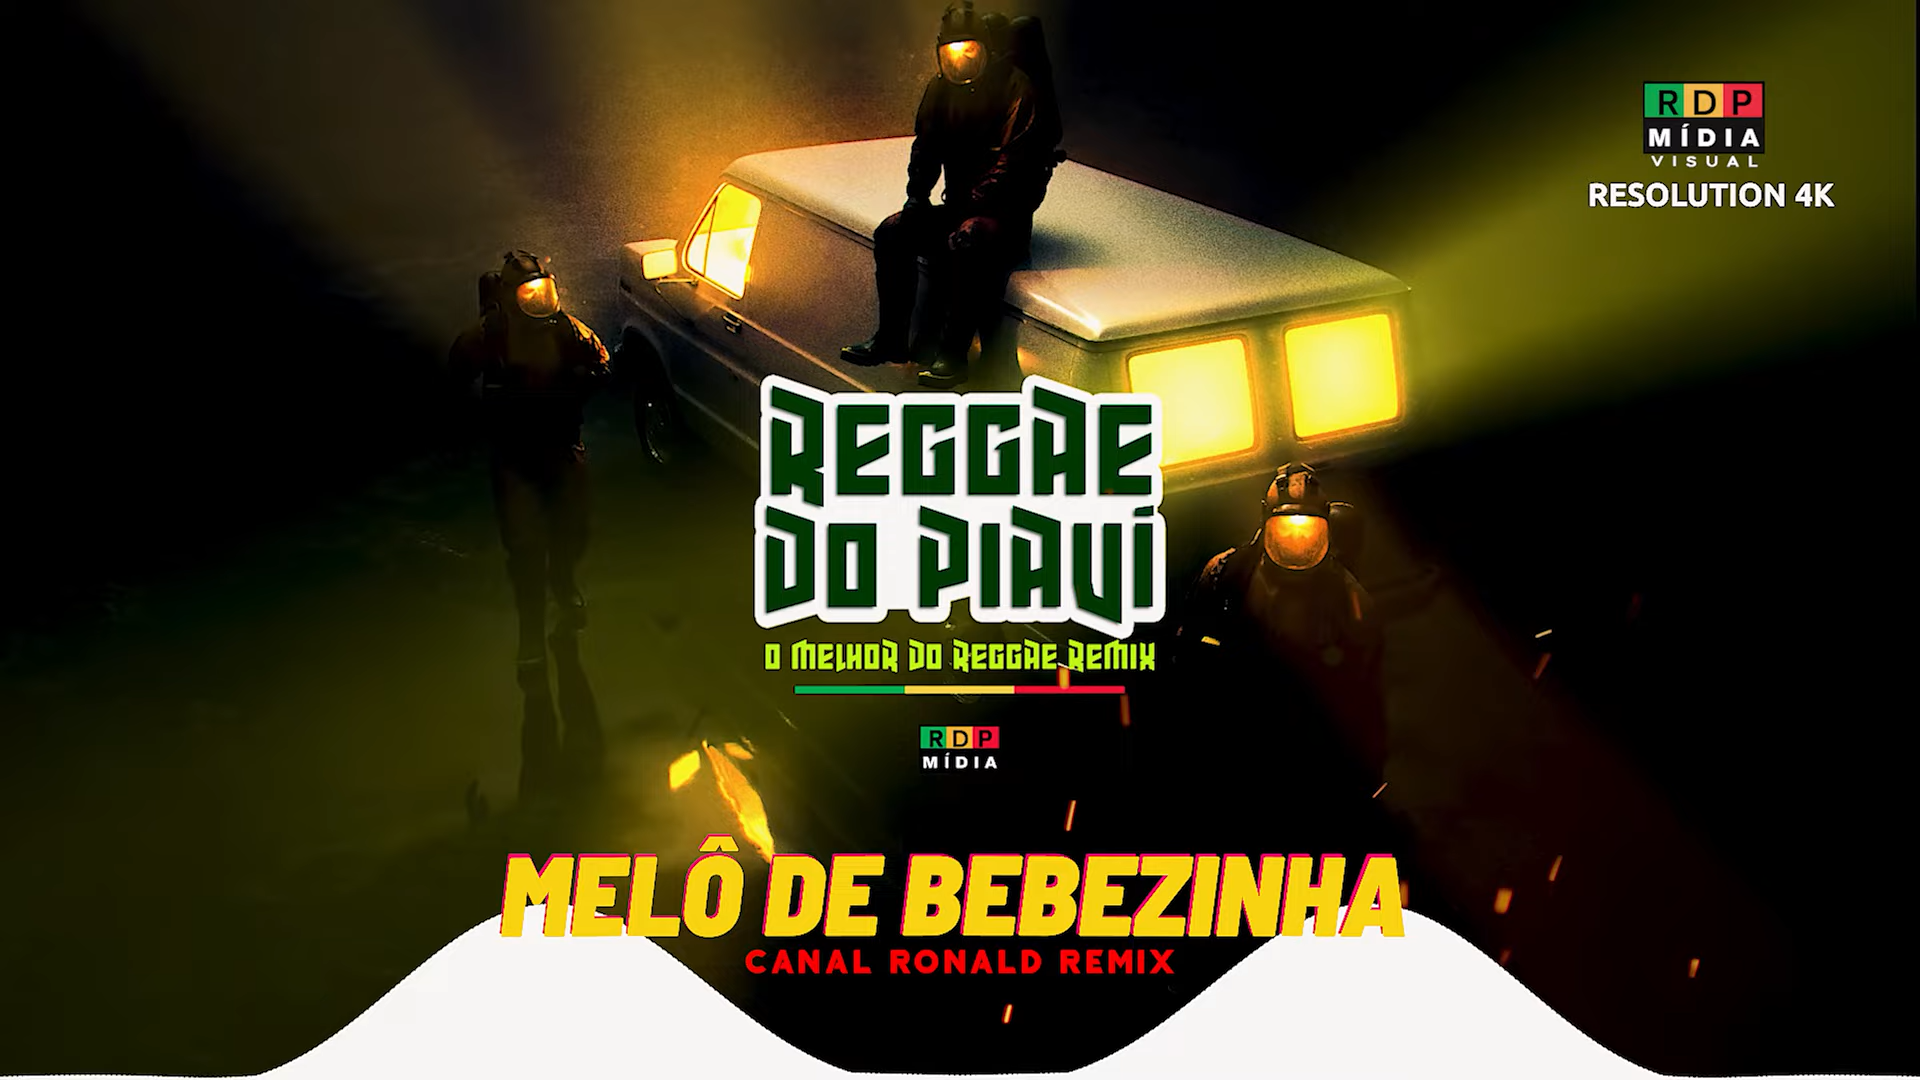 RDP
MÍDIA
VISUAL
RESOLUTION 4K
REGGAE
DO PIAUÍ
O MELHOR DO REGGAE REMIX
RDP
MÍDIA
MELÔ DE BEBEZINHA
CANAL RONALD REMIX